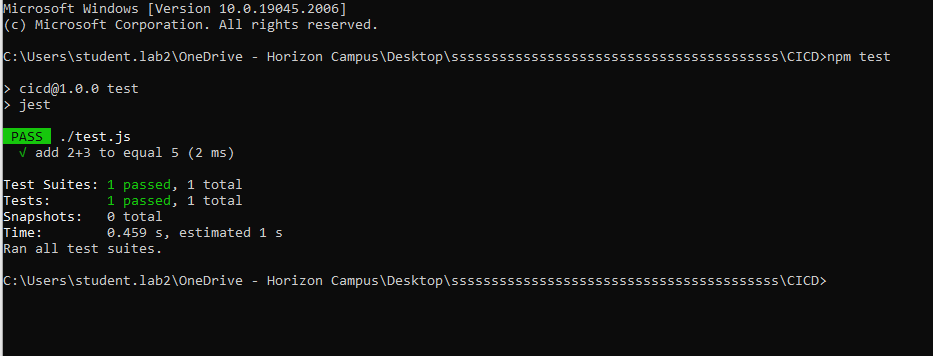 Microsoft Windows [Version 10.0.19045.2006]
(c) Microsoft Corporation. All rights reserved.
C:\Users\student.lab2\OneDrive - Horizon Campus\Desktop\sssssssssssssssssssssssssssssssssssssssss\CICD>npm test
> cicd@1.0.0 test
> jest
PASS ./test.js
√ add 2+3 to equal 5 (2 ms)
Test Suites: 1 passed, 1 total
Tests: 1 passed, 1 total
Snapshots: 0 total
Time: 0.459 s, estimated 1 s
Ran all test suites.
C:\Users\student.lab2\OneDrive - Horizon Campus\Desktop\sssssssssssssssssssssssssssssssssssssssss\CICD>